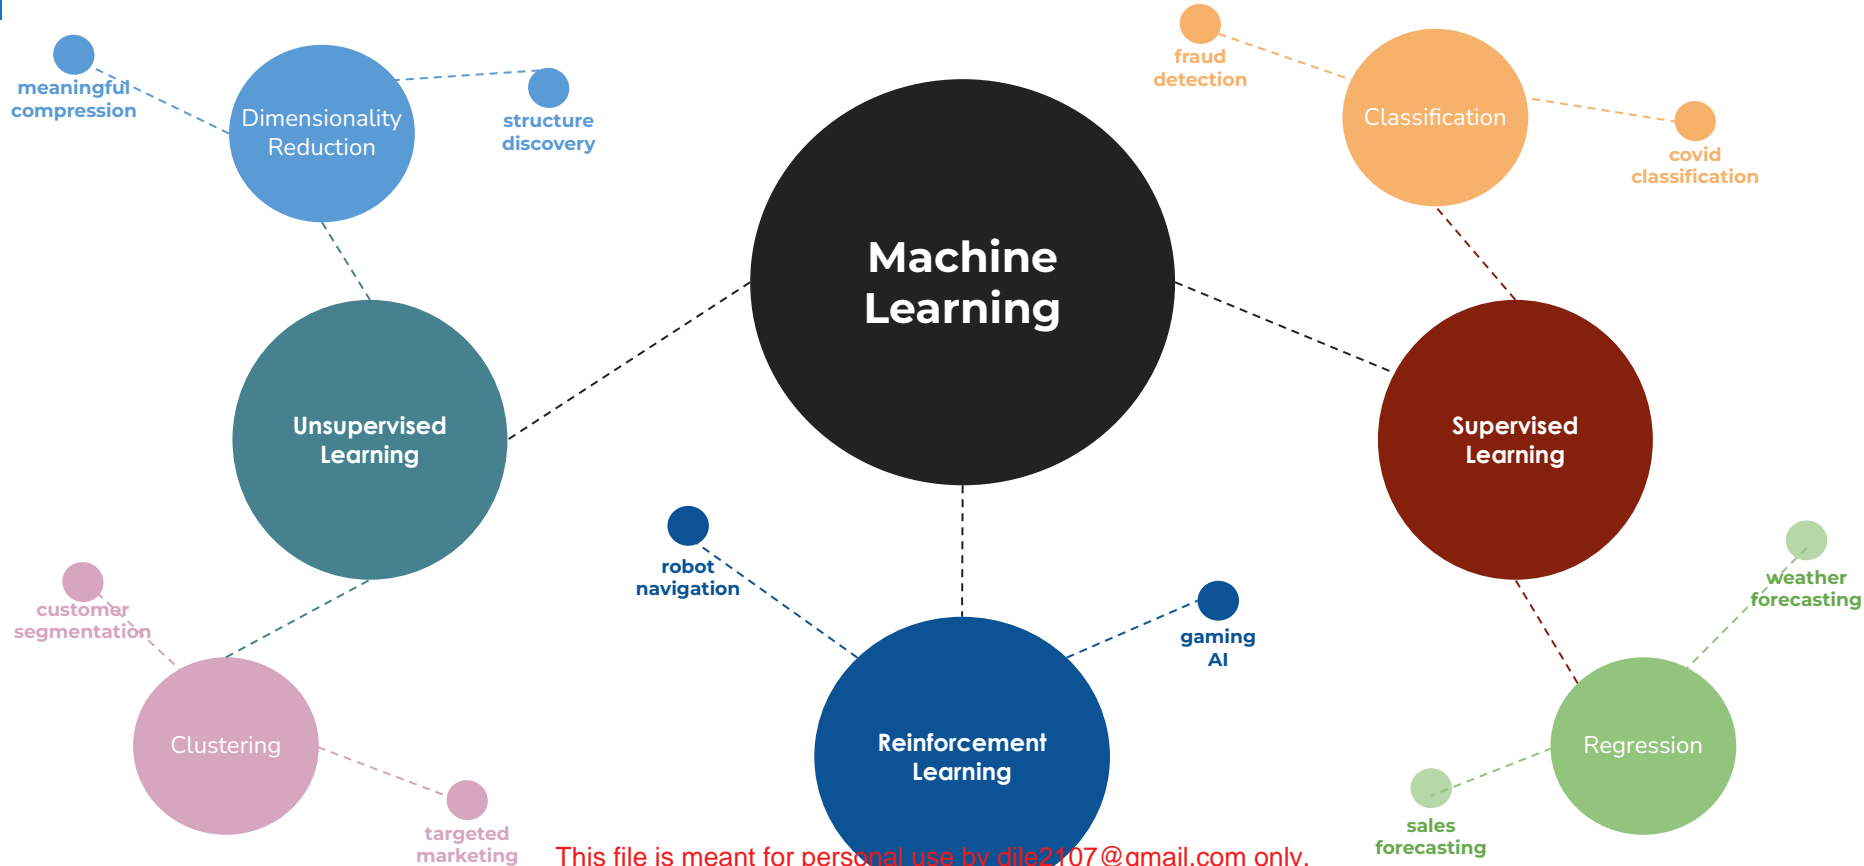 meaningful
compression
Dimensionality
Reduction
structure
discovery
Machine
Learning
fraud
detection
Classification
covid
classification
Unsupervised
Learning
Supervised
Learning
customer
segmentation
Clustering
targeted
marketing
robot
navigation
gaming
AI
Reinforcement
Learning
weather
forecasting
Regression
sales
forecasting
This file is meant for personal use by dile2107@gmail.com only.